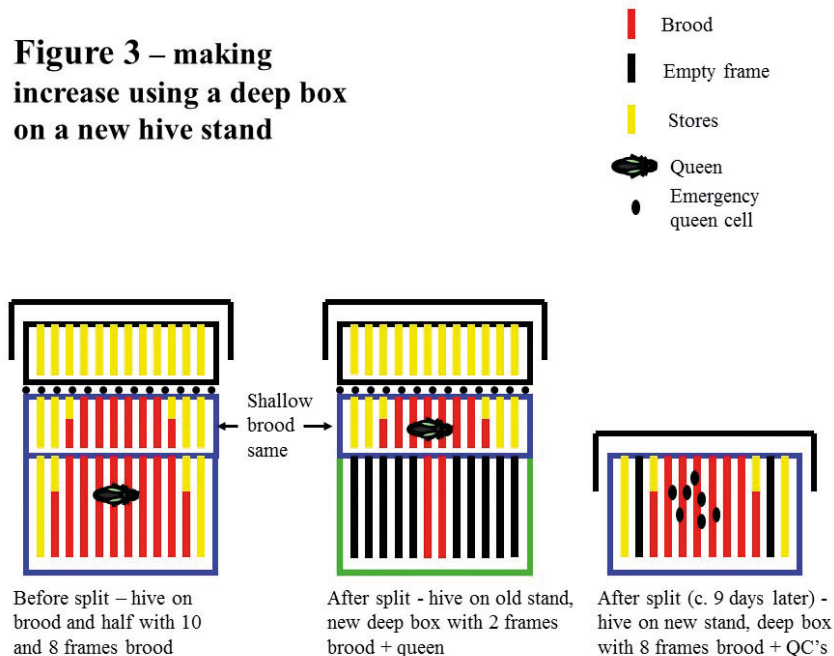 Figure 3 – making
increase using a deep box
on a new hive stand
Brood
Empty frame
Stores
Queen
Emergency
queen cell
Shallow
brood
same
Before split – hive on
brood and half with 10
and 8 frames brood
After split - hive on old stand,
new deep box with 2 frames
brood + queen
After split (c. 9 days later) -
hive on new stand, deep box
with 8 frames brood + QC's